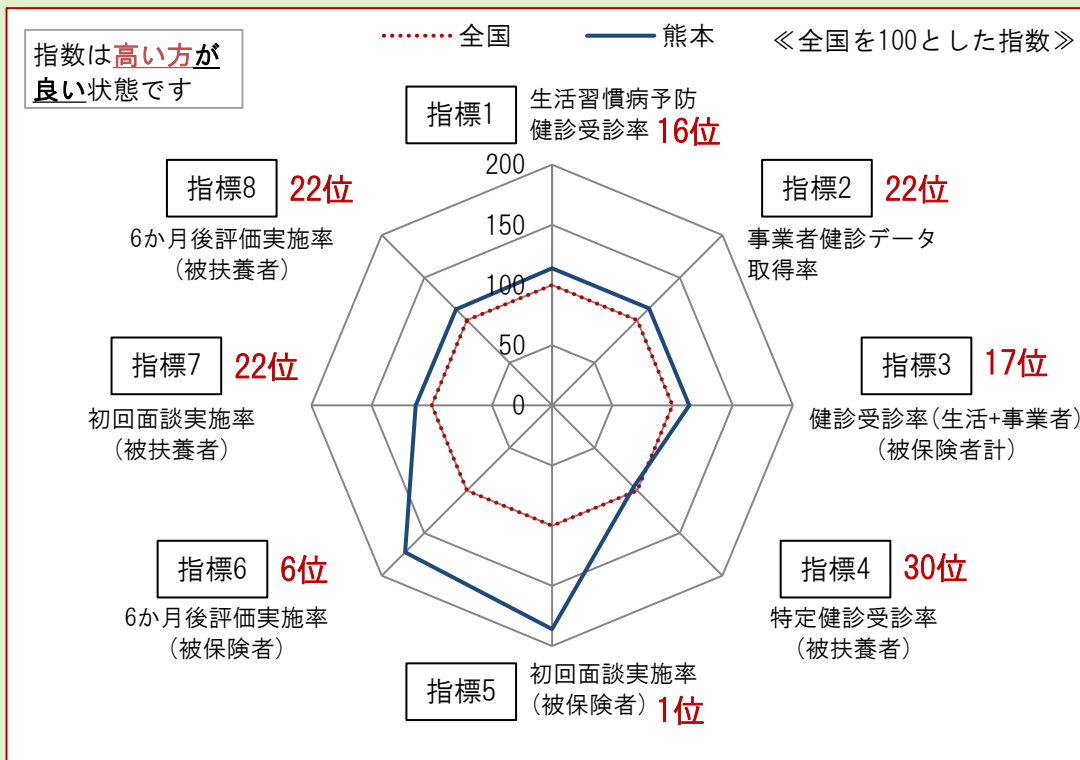 指数は高い方が
良い状態です
全国
熊本
≪全国を100とした指数≫
指標1
生活習慣病予防
健診受診率 16位
指標2 22位
事業者健診データ
取得率
指標3 17位
健診受診率(生活+事業者)
(被保険者計)
指標4 30位
特定健診受診率
(被扶養者)
指標5
初回面談実施率
(被保険者) 1位
指標6 6位
6か月後評価実施率
(被保険者)
指標7 22位
初回面談実施率
(被扶養者)
指標8 22位
6か月後評価実施率
(被扶養者)
200
150
100
50
0